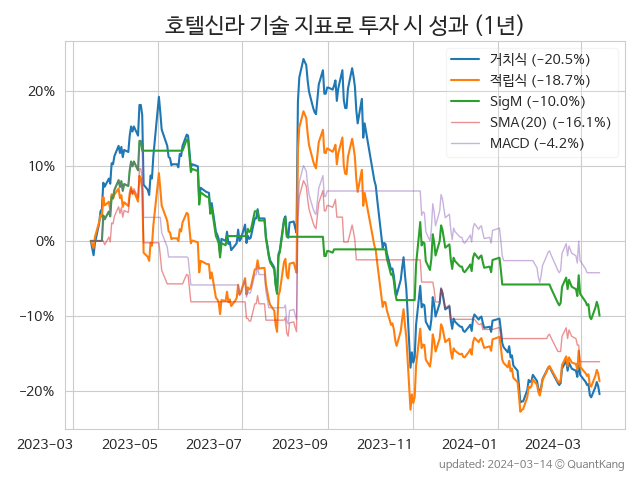 호텔신라 기술 지표로 투자 시 성과 (1년)
거치식 (−20.5%)
적립식 (−18.7%)
SigM (−10.0%)
SMA(20) (−16.1%)
MACD (−4.2%)
20%
10%
0%
−10%
−20%
2023-03
2023-05
2023-07
2023-09
2023-11
2024-01
2024-03
updated: 2024-03-14 © QuantKang